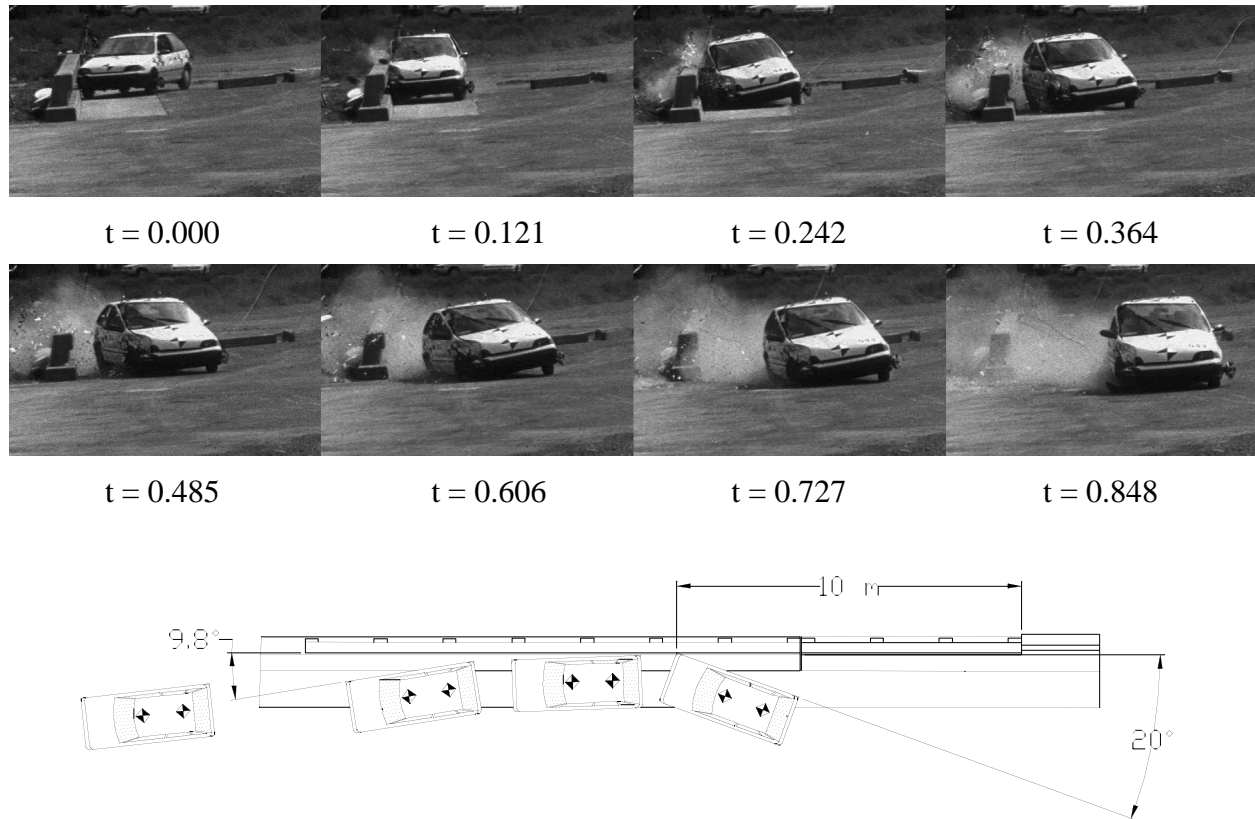 t = 0.000
t = 0.121
t = 0.242
t = 0.364
t = 0.485
t = 0.606
t = 0.727
t = 0.848
10 m
9.8°
20°